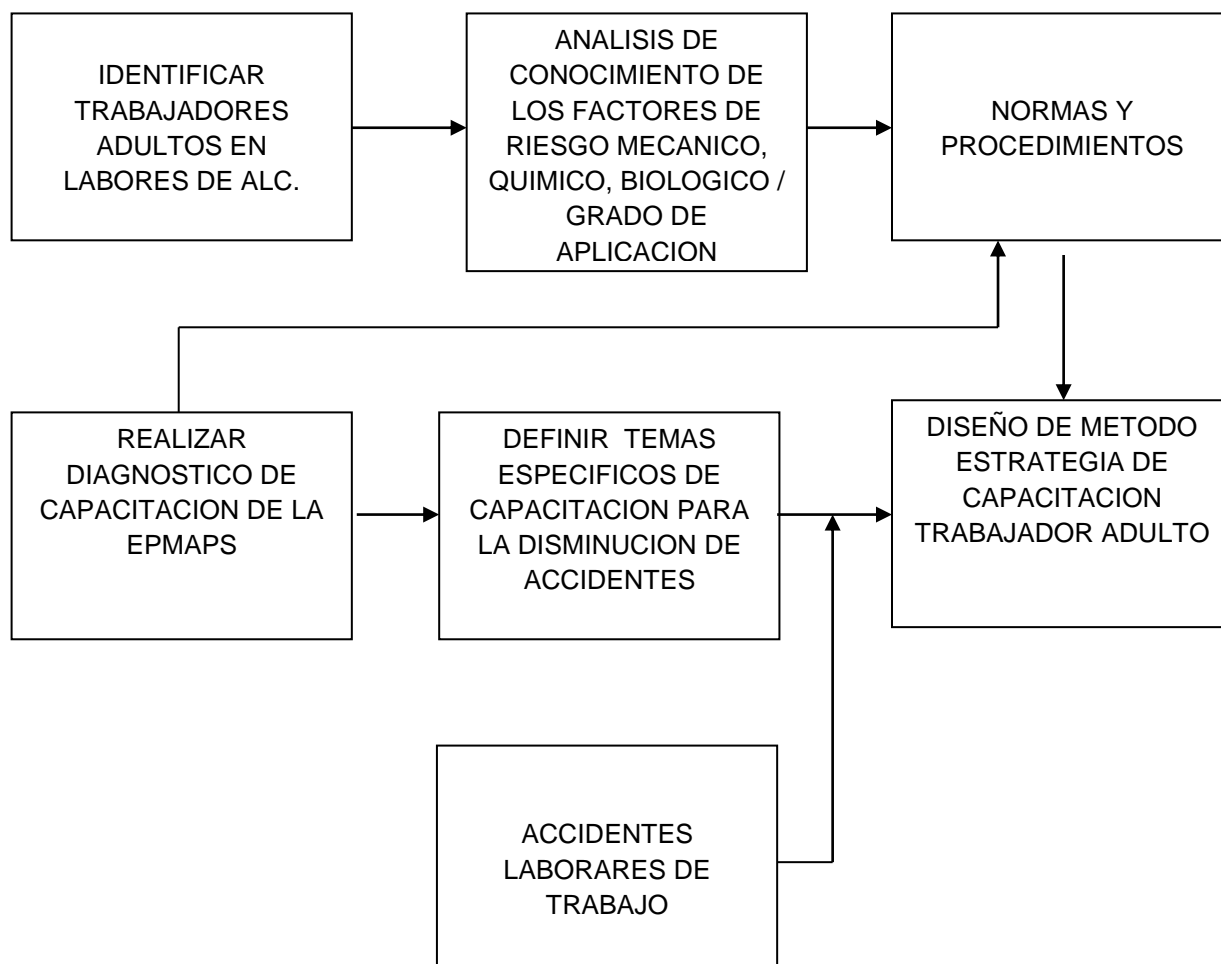 IDENTIFICAR
TRABAJADORES
ADULTOS EN
LABORES DE ALC.
ANALISIS DE
CONOCIMIENTO DE
LOS FACTORES DE
RIESGO MECANICO,
QUIMICO, BIOLOGICO /
GRADO DE
APLICACION
NORMAS Y
PROCEDIMIENTOS
REALIZAR
DIAGNOSTICO DE
CAPACITACION DE LA
EPMAPS
DEFINIR TEMAS
ESPECIFICOS DE
CAPACITACION PARA
LA DISMINUCION DE
ACCIDENTES
DISEÑO DE METODO
ESTRATEGIA DE
CAPACITACION
TRABAJADOR ADULTO
ACCIDENTES
LABORARES DE
TRABAJO